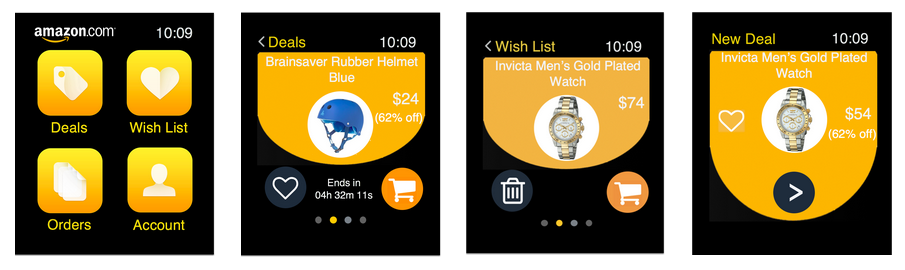 amazon.com 10:09
Deals Wish List
Orders Account
Deals 10:09
Brainsaver Rubber Helmet
Blue
$24
(62% off)
Ends in
04h 32m 11s
Wish List 10:09
Invicta Men's Gold Plated
Watch
$74
New Deal 10:09
Invicta Men's Gold Plated
Watch
$54
(62% off)